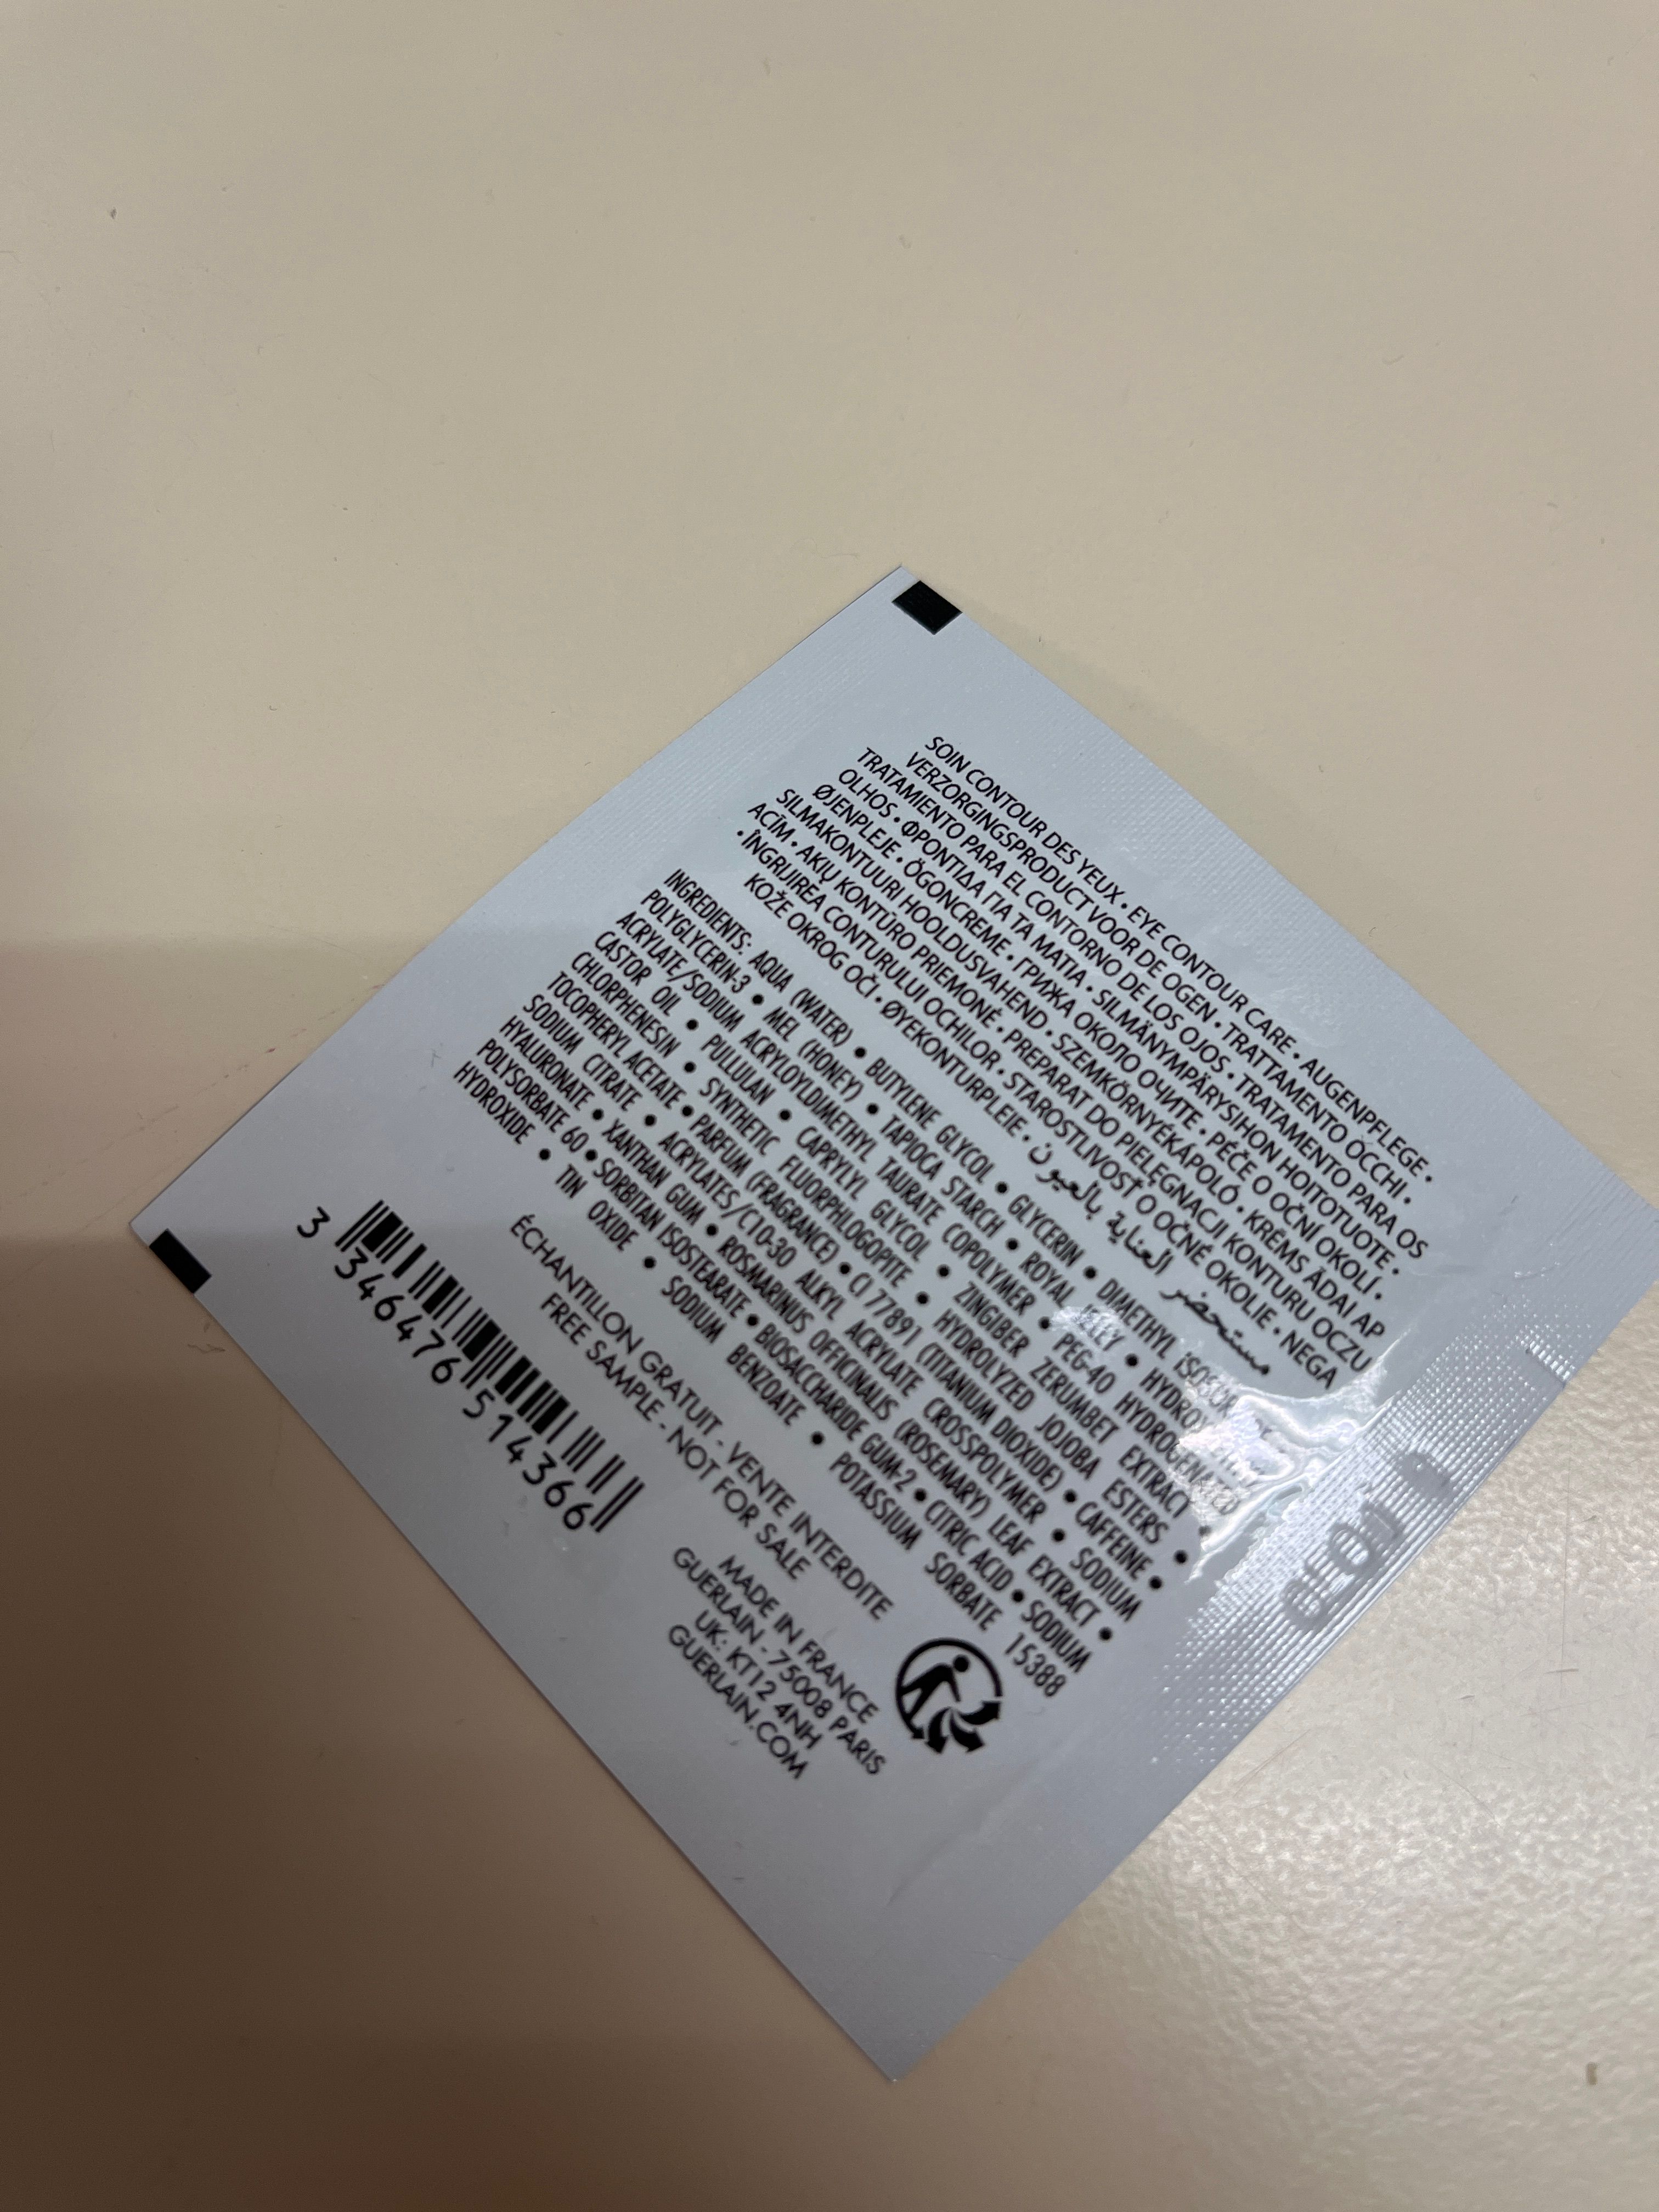 SOIN CONTOUR DES YEUX • EYE CONTOUR CARE • AUGENPFLEGE •
VERZORGINGSPRODUCT VOOR DE OGEN • TRATTAMENTO OCCHI •
TRATAMIENTO PARA EL CONTORNO DE LOS OJOS • TRATAMENTO PARA OS
OLHOS • ΦΡΟΝΤΙΔΑ ΓΙΑ ΤΑ ΜΑΤΙΑ • SILMÄNYMPÄRYSIHON HOITOTUOTE •
ØJENPLEJE • ÖGONCREME • ГРИЖА ОКОЛО ОЧИТЕ • PÉČE O OČNÍ OKOLÍ •
SILMAKONTUURI HOOLDUSVAHEND • SZEMKÖRNYÉKÁPOLÓ • KRĒMS ĀDAI AP
ACĪM • AKIŲ KONTŪRO PRIEMONĖ • PREPARAT DO PIELĘGNACJI KONTURU OCZU
• ÎNGRIJIREA CONTURULUI OCHILOR • STAROSTLIVOSŤ O OČNÉ OKOLIE • NEGA
KOŽE OKROG OČI • ØYEKONTURPLEIE • مستحضر العناية بالعيون
INGREDIENTS: AQUA (WATER) • BUTYLENE GLYCOL • GLYCERIN • DIMETHYL
POLYGLYCERIN-3 • MEL (HONEY) • TAPIOCA STARCH • ROYAL JELLY •
ACRYLATE/SODIUM ACRYLOYLDIMETHYL TAURATE COPOLYMER • PEG-40 HYDROGENATED
CASTOR OIL • PULLULAN • CAPRYLYL GLYCOL • ZINGIBER ZERUMBET EXTRACT •
CHLORPHENESIN • SYNTHETIC FLUORPHLOGOPITE • HYDROLYZED JOJOBA ESTERS •
TOCOPHERYL ACETATE • PARFUM (FRAGRANCE) • CI 77891 (TITANIUM DIOXIDE) • CAFFEINE •
SODIUM CITRATE • ACRYLATES/C10-30 ALKYL ACRYLATE CROSSPOLYMER • SODIUM
HYALURONATE • XANTHAN GUM • ROSMARINUS OFFICINALIS (ROSEMARY) LEAF EXTRACT •
POLYSORBATE 60 • SORBITAN ISOSTEARATE • BIOSACCHARIDE GUM-2 • CITRIC ACID • SODIUM
HYDROXIDE • TIN OXIDE • SODIUM BENZOATE • POTASSIUM SORBATE 15388
ÉCHANTILLON GRATUIT - VENTE INTERDITE
FREE SAMPLE - NOT FOR SALE
MADE IN FRANCE
GUERLAIN - 75008 PARIS
UK: KT12 4NH
GUERLAIN.COM
3 346476 514366